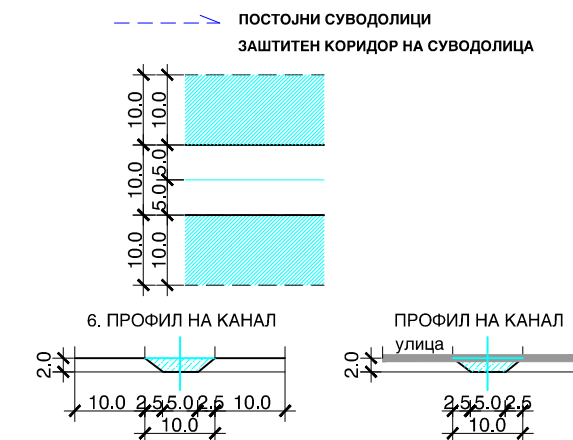 ПОСТОЈНИ СУВОДОЛИЦИ
ЗАШТИТЕН КОРИДОР НА СУВОДОЛИЦА
10.0 10.0
10.0 5.0
5.0
10.0 10.0
6. ПРОФИЛ НА КАНАЛ
2.0
10.0 2.5 5.0 2.5 10.0
10.0
ПРОФИЛ НА КАНАЛ
улица
2.0
2.5 5.0 2.5
10.0